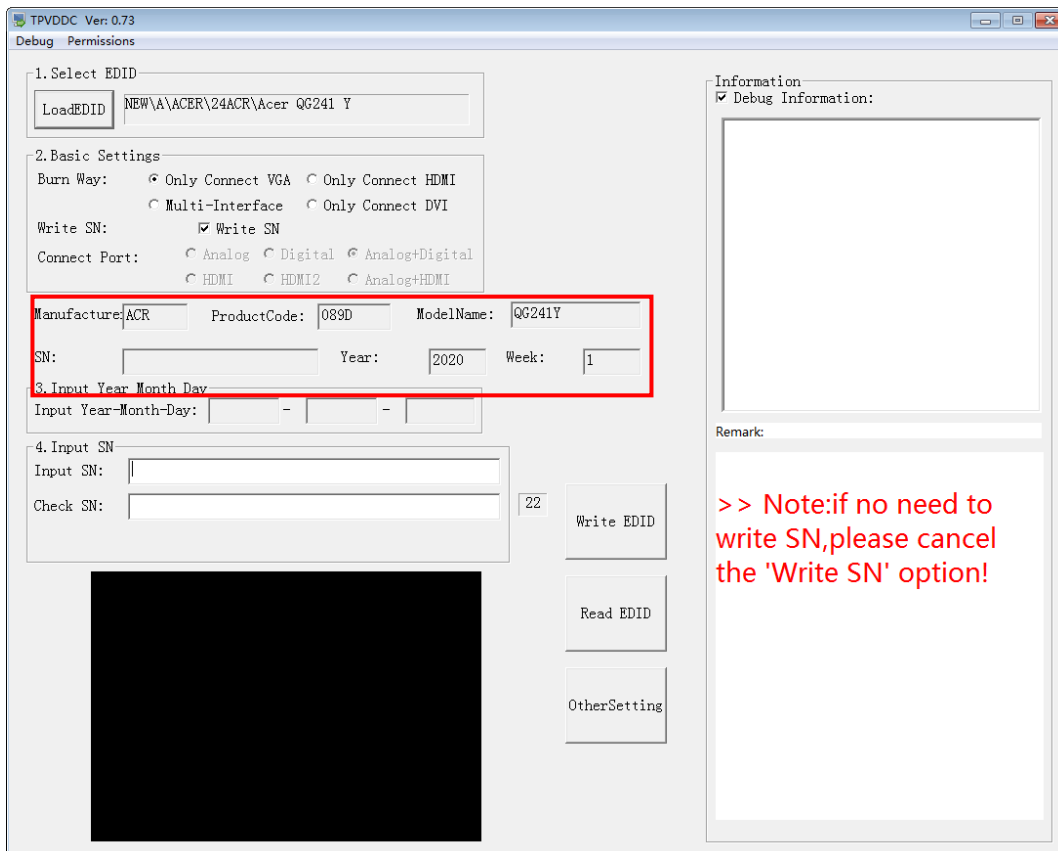 TPVDDC Ver: 0.73
Debug Permissions
1.Select EDID
LoadEDID NEW\A\ACER\24ACR\Acer QG241 Y
2.Basic Settings
Burn Way: Only Connect VGA Only Connect HDMI
Multi-Interface Only Connect DVI
Write SN: Write SN
Connect Port: Analog Digital Analog+Digital
HDMI HDMI2 Analog+HDMI
Manufacture: ACR ProductCode: 089D ModelName: QG241Y
SN: Year: 2020 Week: 1
3.Input Year Month Day
Input Year-Month-Day: - -
4.Input SN
Input SN:
Check SN: 22
Write EDID
Read EDID
OtherSetting
Information
Debug Information:
Remark:
>> Note:if no need to
write SN,please cancel
the 'Write SN' option!